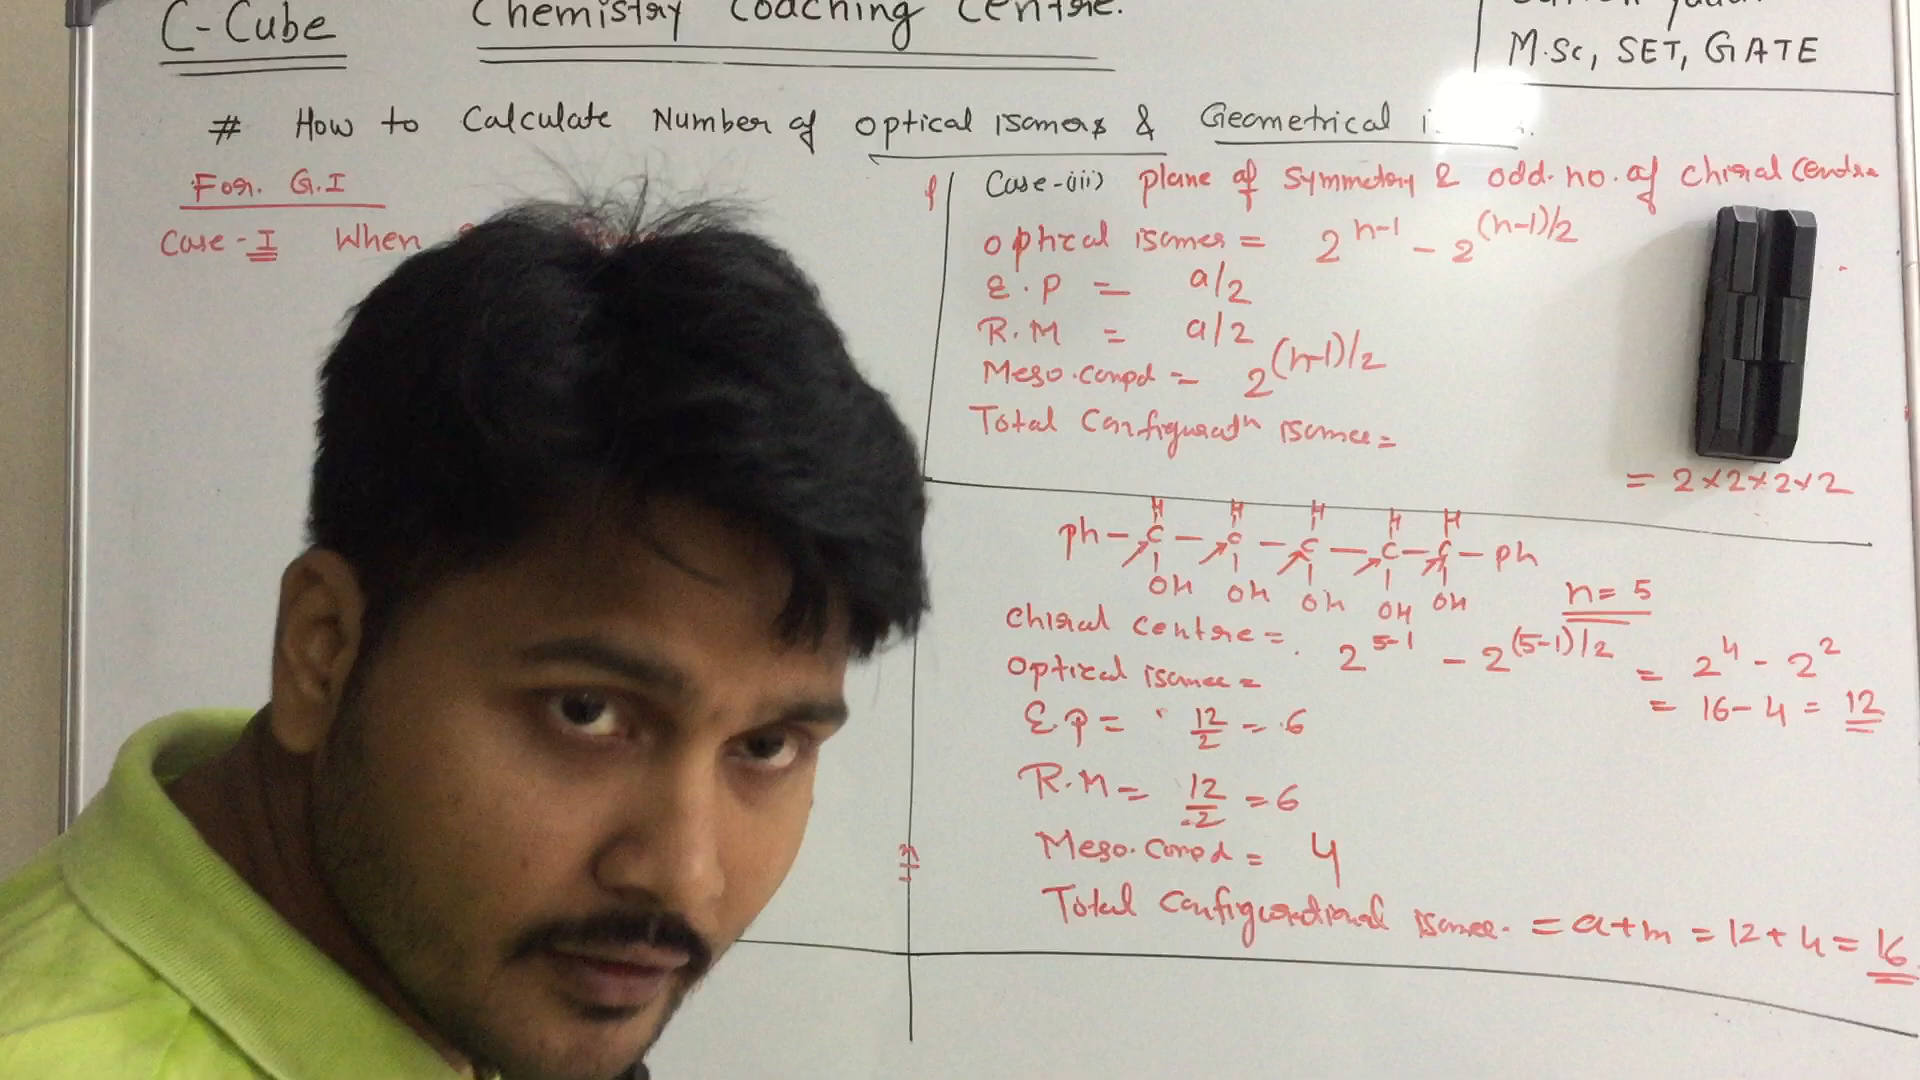 C-Cube Chemistry Coaching Centre.
M.Sc, SET, GATE
# How to Calculate Number of optical isomers & Geometrical
For. G.I
Case-I When
Case-(iii) plane of symmetry & odd. no. of chiral Centre
optical isomer = 2^(n-1) - 2^((n-1)/2)
E.P = a/2
R.M = a/2
Meso.compd = 2^((n-1)/2)
Total Configuratn isomer =
= 2×2×2×2
H H H H H
ph-C-C-C-C-C-ph
OH OH OH OH OH
n=5
Chiral Centre =.
Optical isomer = 2^(5-1) - 2^((5-1)/2) = 2^4 - 2^2
= 16-4 = 12
E P = 12/2 = 6
R.M = 12/2 = 6
Meso. Compd = 4
Total Configurational isomer. = a+m = 12+4 = 16